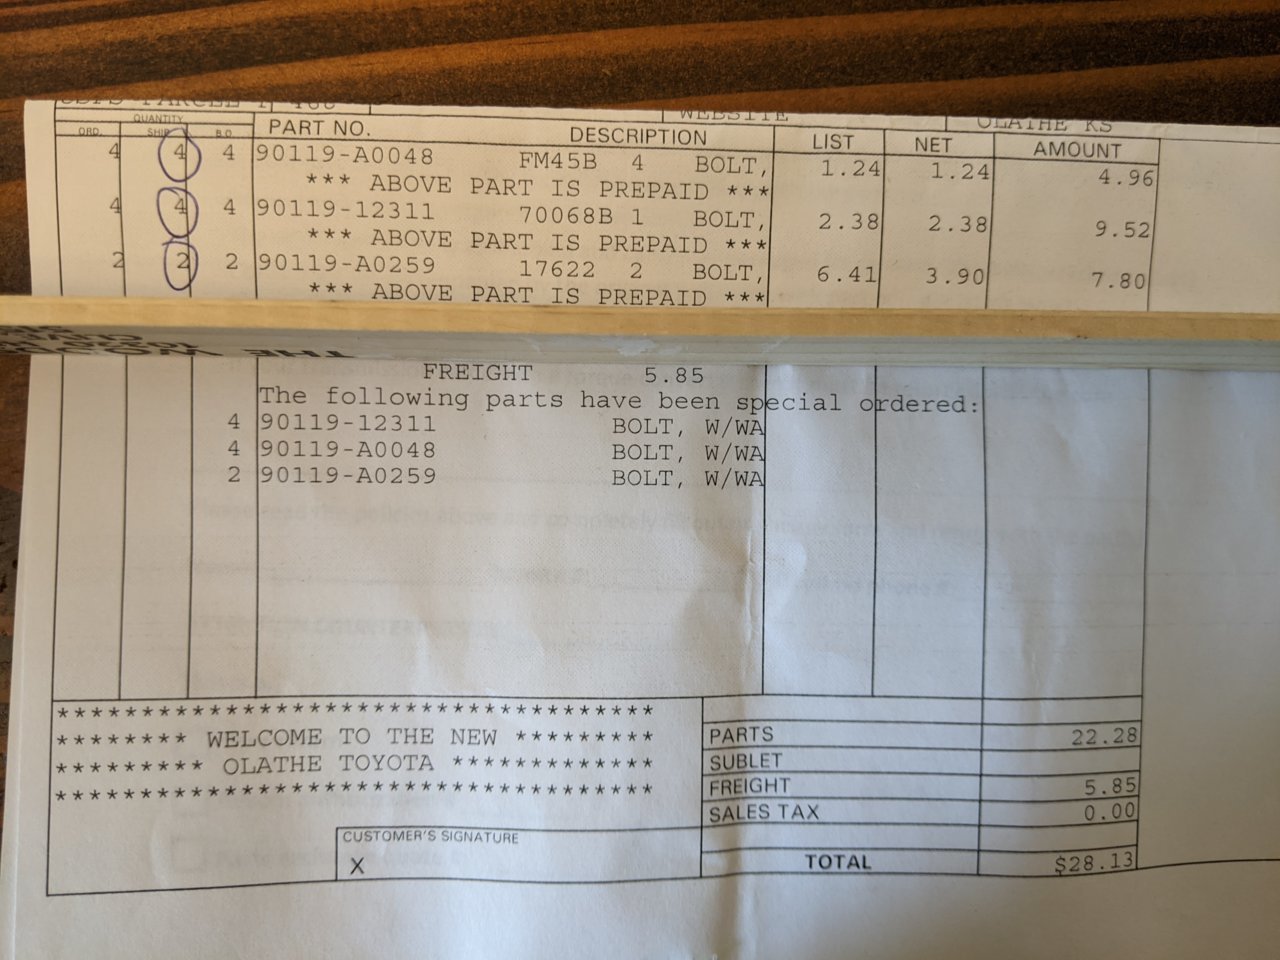 WEBSITE
OLATHE KS
QUANTITY
ORD. SHIP B.O. PART NO. DESCRIPTION LIST NET AMOUNT
4 4 4 90119-A0048 FM45B 4 BOLT, 1.24 1.24 4.96
*** ABOVE PART IS PREPAID ***
4 4 4 90119-12311 70068B 1 BOLT, 2.38 2.38 9.52
*** ABOVE PART IS PREPAID ***
2 2 2 90119-A0259 17622 2 BOLT, 6.41 3.90 7.80
*** ABOVE PART IS PREPAID ***
THE
FREIGHT 5.85
The following parts have been special ordered:
4 90119-12311 BOLT, W/WA
4 90119-A0048 BOLT, W/WA
2 90119-A0259 BOLT, W/WA
***********************************
******** WELCOME TO THE NEW *********
********* OLATHE TOYOTA ************
***********************************
PARTS 22.28
SUBLET
FREIGHT 5.85
SALES TAX 0.00
CUSTOMER'S SIGNATURE
X
TOTAL $28.13